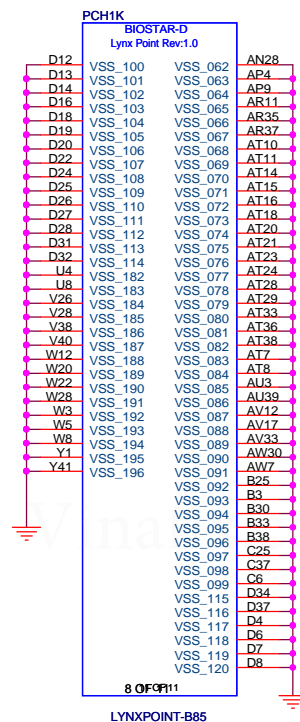 PCH1K
BIOSTAR-D
Lynx Point Rev:1.0
D12 VSS_100 VSS_062 AN28
D13 VSS_101 VSS_063 AP4
D14 VSS_102 VSS_064 AP9
D16 VSS_103 VSS_065 AR11
D18 VSS_104 VSS_066 AR35
D19 VSS_105 VSS_067 AR37
D20 VSS_106 VSS_068 AT10
D22 VSS_107 VSS_069 AT11
D24 VSS_108 VSS_070 AT14
D25 VSS_109 VSS_071 AT15
D26 VSS_110 VSS_072 AT16
D27 VSS_111 VSS_073 AT18
D28 VSS_112 VSS_074 AT20
D31 VSS_113 VSS_075 AT21
D32 VSS_114 VSS_076 AT23
U4 VSS_182 VSS_077 AT24
U8 VSS_183 VSS_078 AT28
V26 VSS_184 VSS_079 AT29
V28 VSS_185 VSS_080 AT33
V38 VSS_186 VSS_081 AT36
V40 VSS_187 VSS_082 AT38
W12 VSS_188 VSS_083 AT7
W20 VSS_189 VSS_084 AT8
W22 VSS_190 VSS_085 AU3
W28 VSS_191 VSS_086 AU39
W3 VSS_192 VSS_087 AV12
W5 VSS_193 VSS_088 AV17
W8 VSS_194 VSS_089 AV33
Y1 VSS_195 VSS_090 AW30
Y41 VSS_196 VSS_091 AW7
VSS_092 B25
VSS_093 B3
VSS_094 B30
VSS_095 B33
VSS_096 B38
VSS_097 C25
VSS_098 C37
VSS_099 C6
VSS_115 D34
VSS_116 D37
VSS_117 D4
VSS_118 D6
VSS_119 D7
VSS_120 D8
8 OF 11
LYNXPOINT-B85